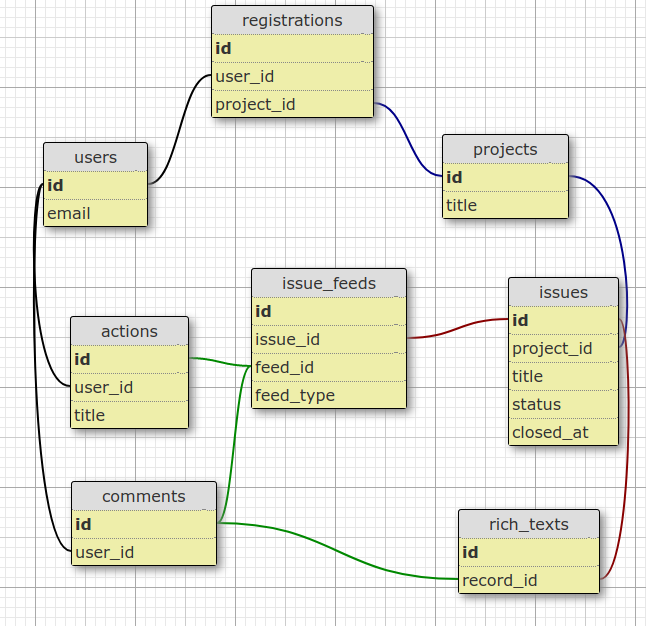 registrations
id
user_id
project_id
users
id
email
projects
id
title
issue_feeds
id
issue_id
feed_id
feed_type
issues
id
project_id
title
status
closed_at
actions
id
user_id
title
comments
id
user_id
rich_texts
id
record_id